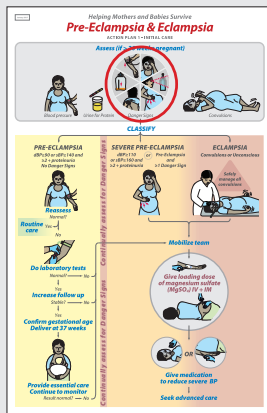 Helping Mothers and Babies Survive
Pre-Eclampsia & Eclampsia
ACTION PLAN 1 • INITIAL CARE
Assess (if > 20 weeks pregnant)
Blood pressure
Urine for Protein
Danger Signs
Convulsions
CLASSIFY
PRE-ECLAMPSIA
dBP≥90 or sBP≥140 and
≥2 + proteinuria
No Danger Signs
SEVERE PRE-ECLAMPSIA
dBP≥110
or sBP≥160 and
≥2 + proteinuria
or
Pre-Eclampsia
and
≥1 Danger Sign
ECLAMPSIA
Convulsions or Unconscious
Safely
manage all
convulsions
Continually assess for Danger Signs
Continually assess for Danger Signs
Reassess
Normal?
Yes
Routine
care
No
Do laboratory tests
Normal?
No
Yes
Increase follow up
Stable?
No
Yes
Confirm gestational age
Deliver at 37 weeks
Provide essential care
Continue to monitor
Result normal?
No
Mobilize team
Give loading dose
of magnesium sulfate
(MgSO₄) IV + IM
OR
Give medication
to reduce severe BP
Seek advanced care